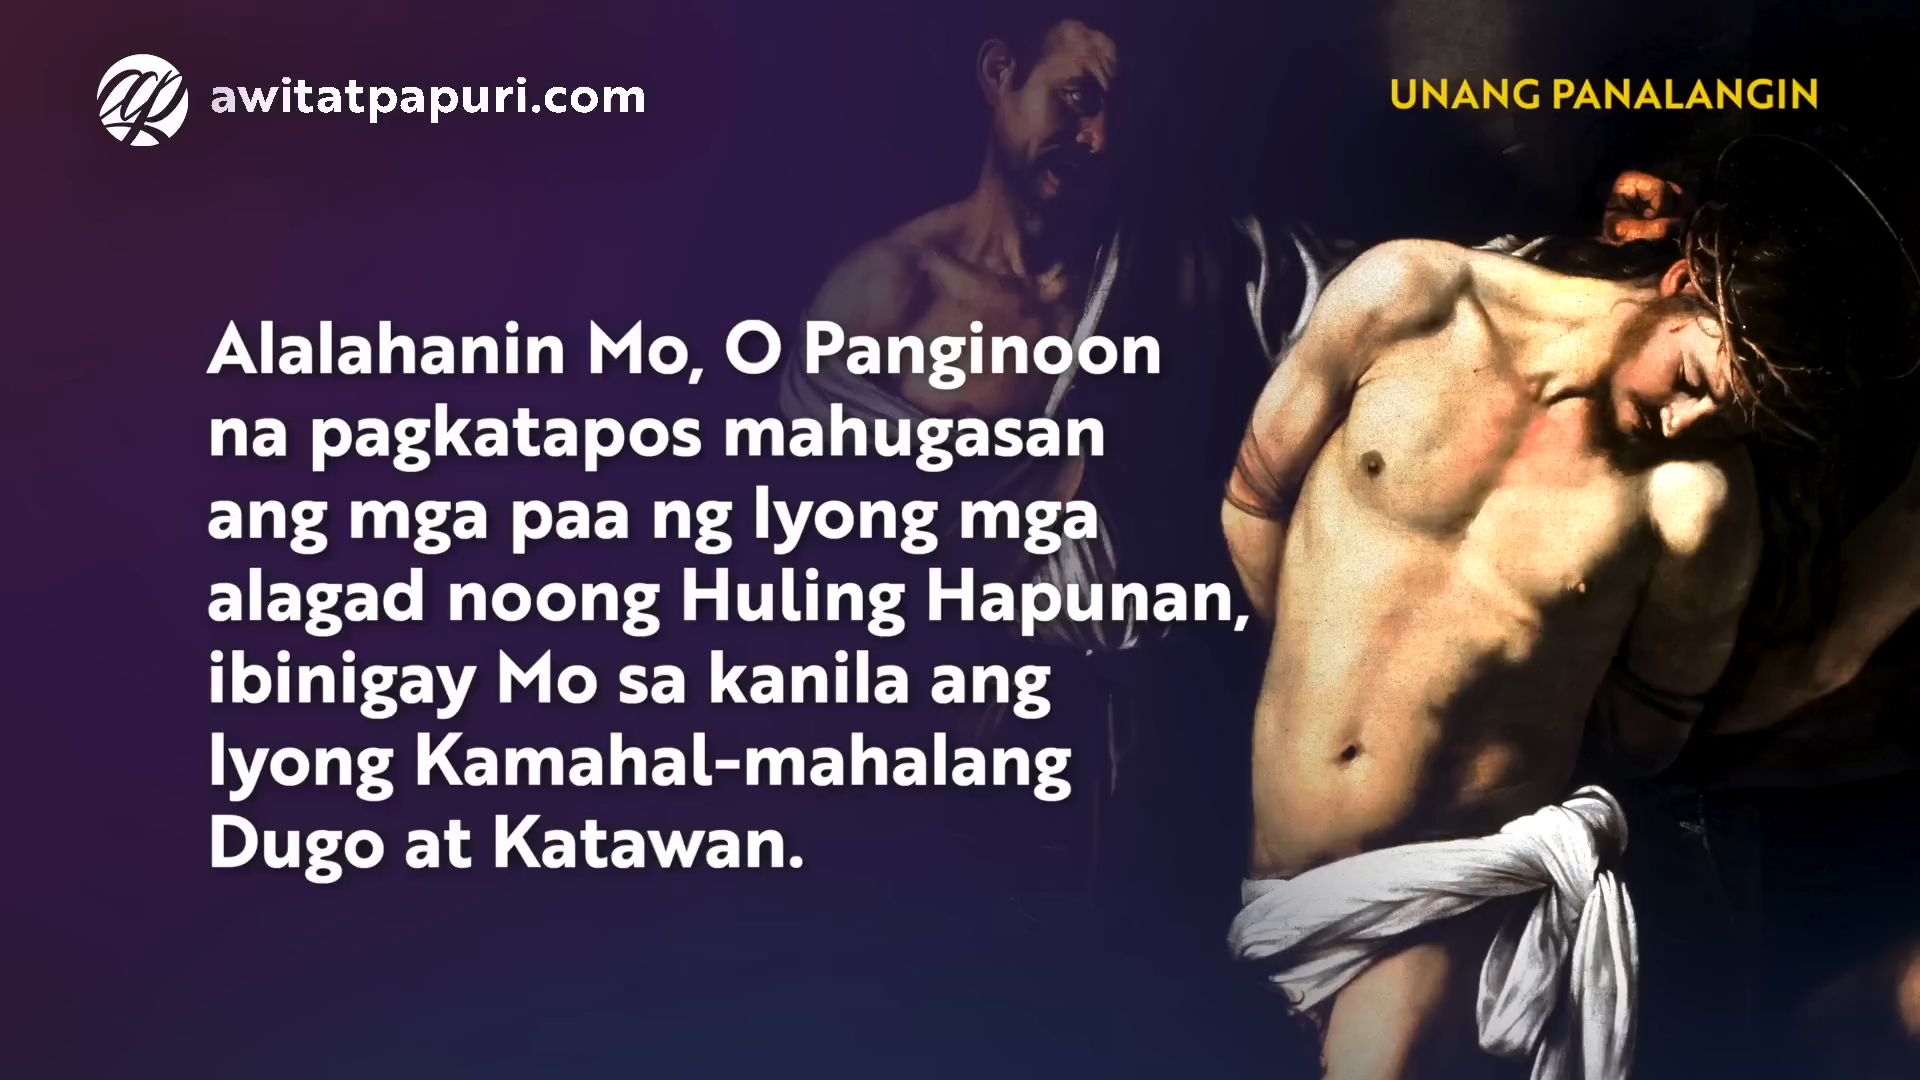 awitatpapuri.com
UNANG PANALANGIN
Alalahanin Mo, O Panginoon
na pagkatapos mahugasan
ang mga paa ng Iyong mga
alagad noong Huling Hapunan,
ibinigay Mo sa kanila ang
Iyong Kamahal-mahalang
Dugo at Katawan.